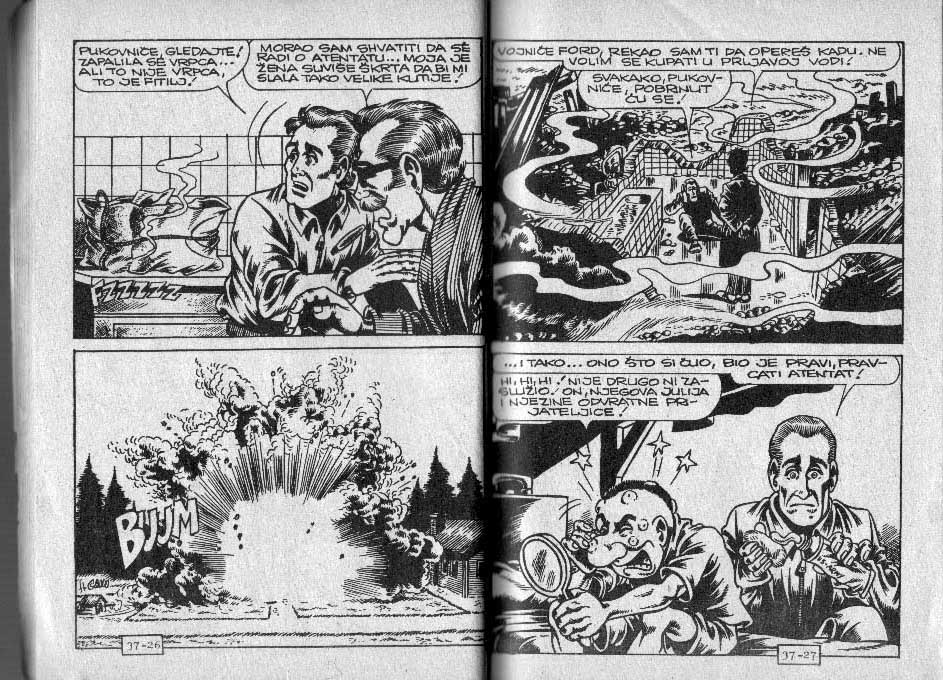 PUKOVNIČE, GLEDAJTE!
ZAPALILA SE VRPCA...
ALI TO NIJE VRPCA,
TO JE FITILJ!
MORAO SAM SHVATITI DA SE
RADI O ATENTATU... MOJA JE
ŽENA SUVIŠE ŠKRTA DA BI MI
SLALA TAKO VELIKE KUTIJE!
BUUM
37-26
VOJNIČE FORD, REKAO SAM TI DA OPEREŠ KADU. NE
VOLIM SE KUPATI U PRLJAVOJ VODI!
SVAKAKO, PUKOV-
NIČE, POBRINUT
ĆU SE!
...I TAKO... ONO ŠTO SI ČUO, BIO JE PRAVI, PRAV-
CATI ATENTAT!
HI, HI, HI! NIJE DRUGO NI ZA-
SLUŽIO! ON, NJEGOVA JULIJA
I NJEZINE ODVRATNE PRI-
JATELJICE!
37-27